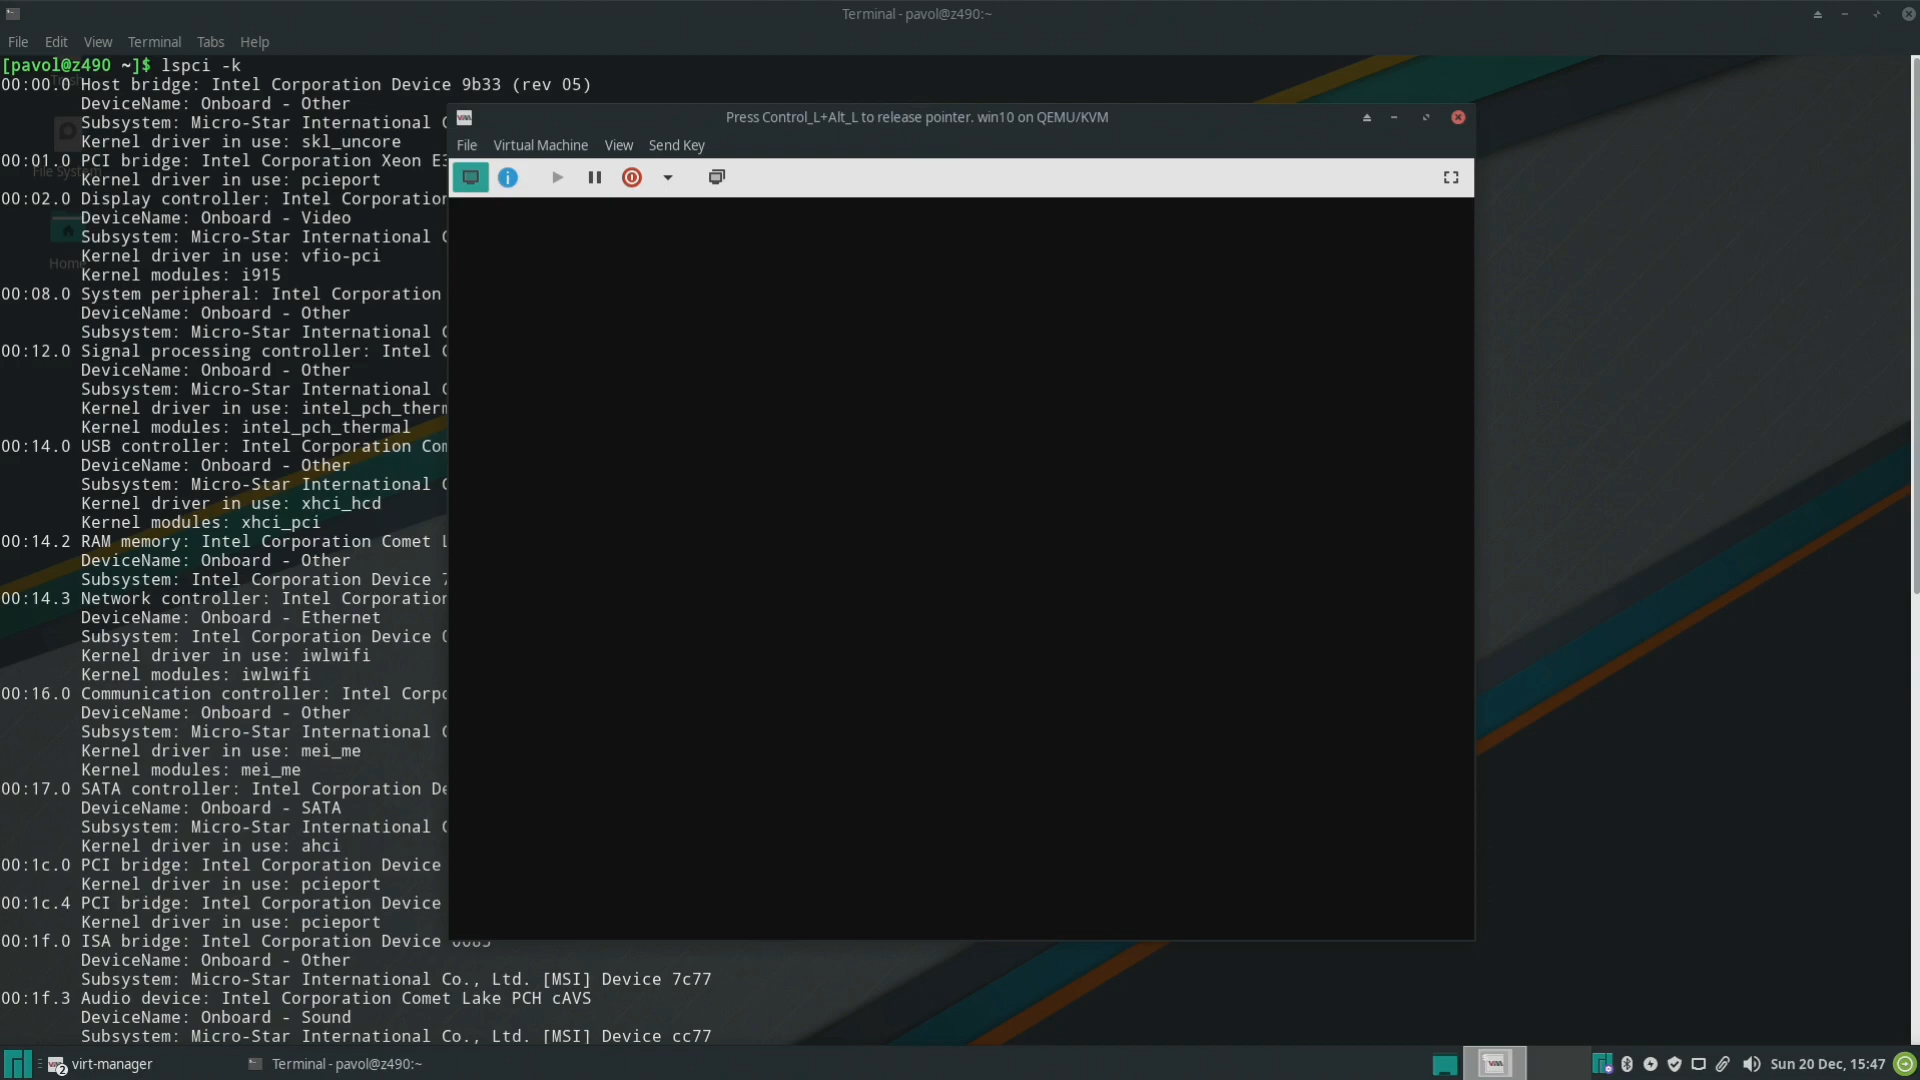 Terminal - pavol@z490:~
File Edit View Terminal Tabs Help
[pavol@z490 ~]$ lspci -k
00:00.0 Host bridge: Intel Corporation Device 9b33 (rev 05)
DeviceName: Onboard - Other
Subsystem: Micro-Star International
Kernel driver in use: skl_uncore
00:01.0 PCI bridge: Intel Corporation Xeon E3
Kernel driver in use: pcieport
00:02.0 Display controller: Intel Corporation
DeviceName: Onboard - Video
Subsystem: Micro-Star International
Kernel driver in use: vfio-pci
Kernel modules: i915
00:08.0 System peripheral: Intel Corporation
DeviceName: Onboard - Other
Subsystem: Micro-Star International
00:12.0 Signal processing controller: Intel
DeviceName: Onboard - Other
Subsystem: Micro-Star International
Kernel driver in use: intel_pch_therm
Kernel modules: intel_pch_thermal
00:14.0 USB controller: Intel Corporation Com
DeviceName: Onboard - Other
Subsystem: Micro-Star International
Kernel driver in use: xhci_hcd
Kernel modules: xhci_pci
00:14.2 RAM memory: Intel Corporation Comet L
DeviceName: Onboard - Other
Subsystem: Intel Corporation Device 7
00:14.3 Network controller: Intel Corporation
DeviceName: Onboard - Ethernet
Subsystem: Intel Corporation Device
Kernel driver in use: iwlwifi
Kernel modules: iwlwifi
00:16.0 Communication controller: Intel Corpo
DeviceName: Onboard - Other
Subsystem: Micro-Star International
Kernel driver in use: mei_me
Kernel modules: mei_me
00:17.0 SATA controller: Intel Corporation De
DeviceName: Onboard - SATA
Subsystem: Micro-Star International
Kernel driver in use: ahci
00:1c.0 PCI bridge: Intel Corporation Device
Kernel driver in use: pcieport
00:1c.4 PCI bridge: Intel Corporation Device
Kernel driver in use: pcieport
00:1f.0 ISA bridge: Intel Corporation Device
DeviceName: Onboard - Other
Subsystem: Micro-Star International Co., Ltd. [MSI] Device 7c77
00:1f.3 Audio device: Intel Corporation Comet Lake PCH cAVS
DeviceName: Onboard - Sound
Subsystem: Micro-Star International Co., Ltd. [MSI] Device cc77
File System
Home
Press Control_L+Alt_L to release pointer. win10 on QEMU/KVM
File Virtual Machine View Send Key
2 virt-manager
Terminal - pavol@z490:~
Sun 20 Dec, 15:47